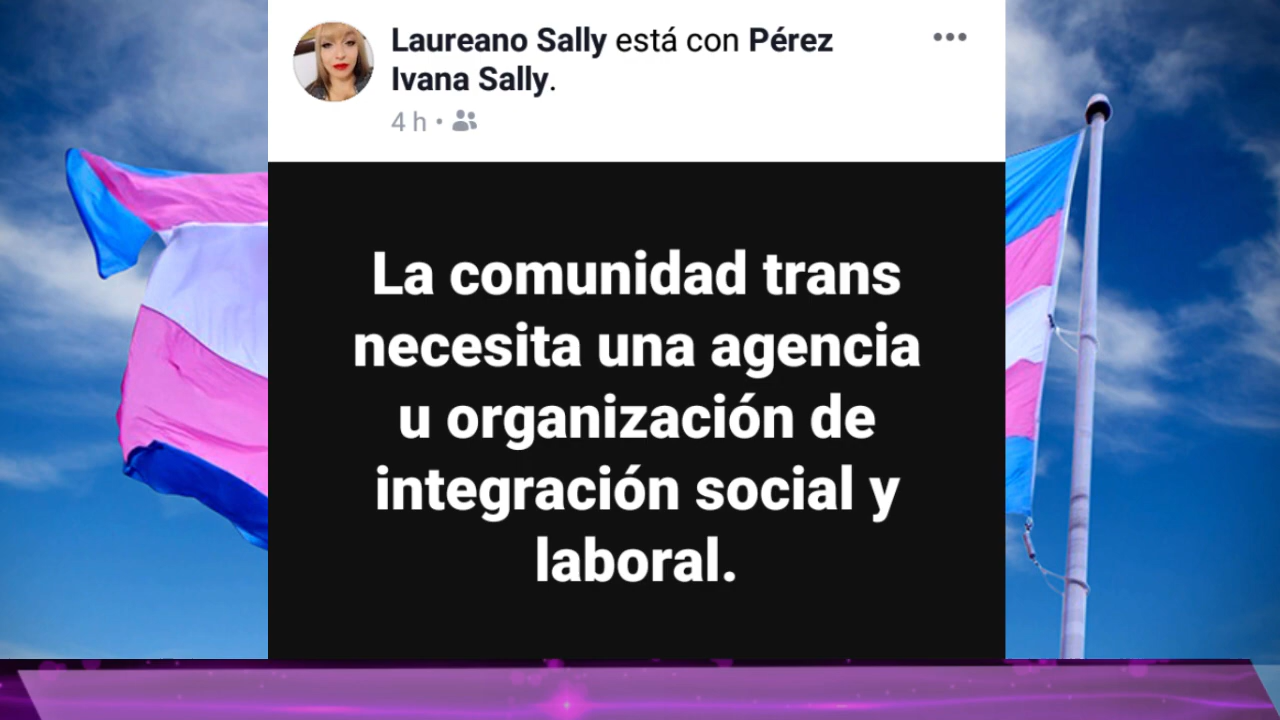 Laureano Sally está con Pérez
Ivana Sally.
4 h •
La comunidad trans
necesita una agencia
u organización de
integración social y
laboral.